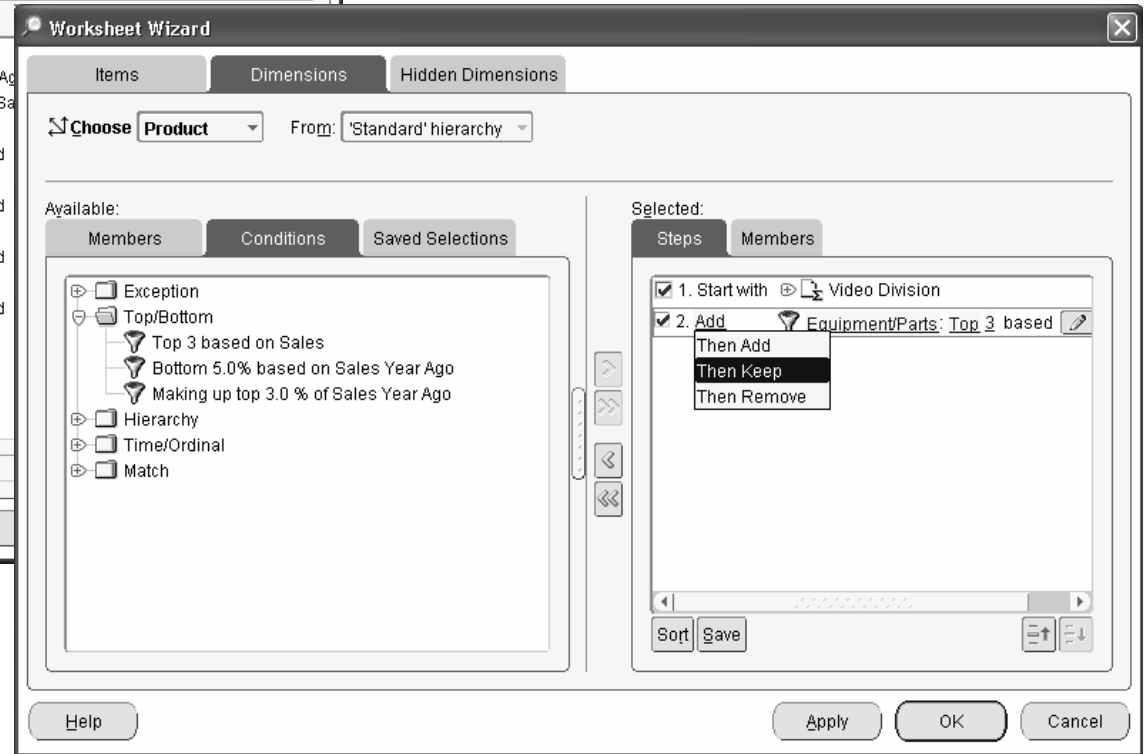 Worksheet Wizard
Items Dimensions Hidden Dimensions
Choose Product From: 'Standard' hierarchy
Available:
Members Conditions Saved Selections
Exception
Top/Bottom
Top 3 based on Sales
Bottom 5.0% based on Sales Year Ago
Making up top 3.0 % of Sales Year Ago
Hierarchy
Time/Ordinal
Match
Selected:
Steps Members
1. Start with Video Division
2. Add Equipment/Parts: Top 3 based
Then Add
Then Keep
Then Remove
Sort Save
Help Apply OK Cancel